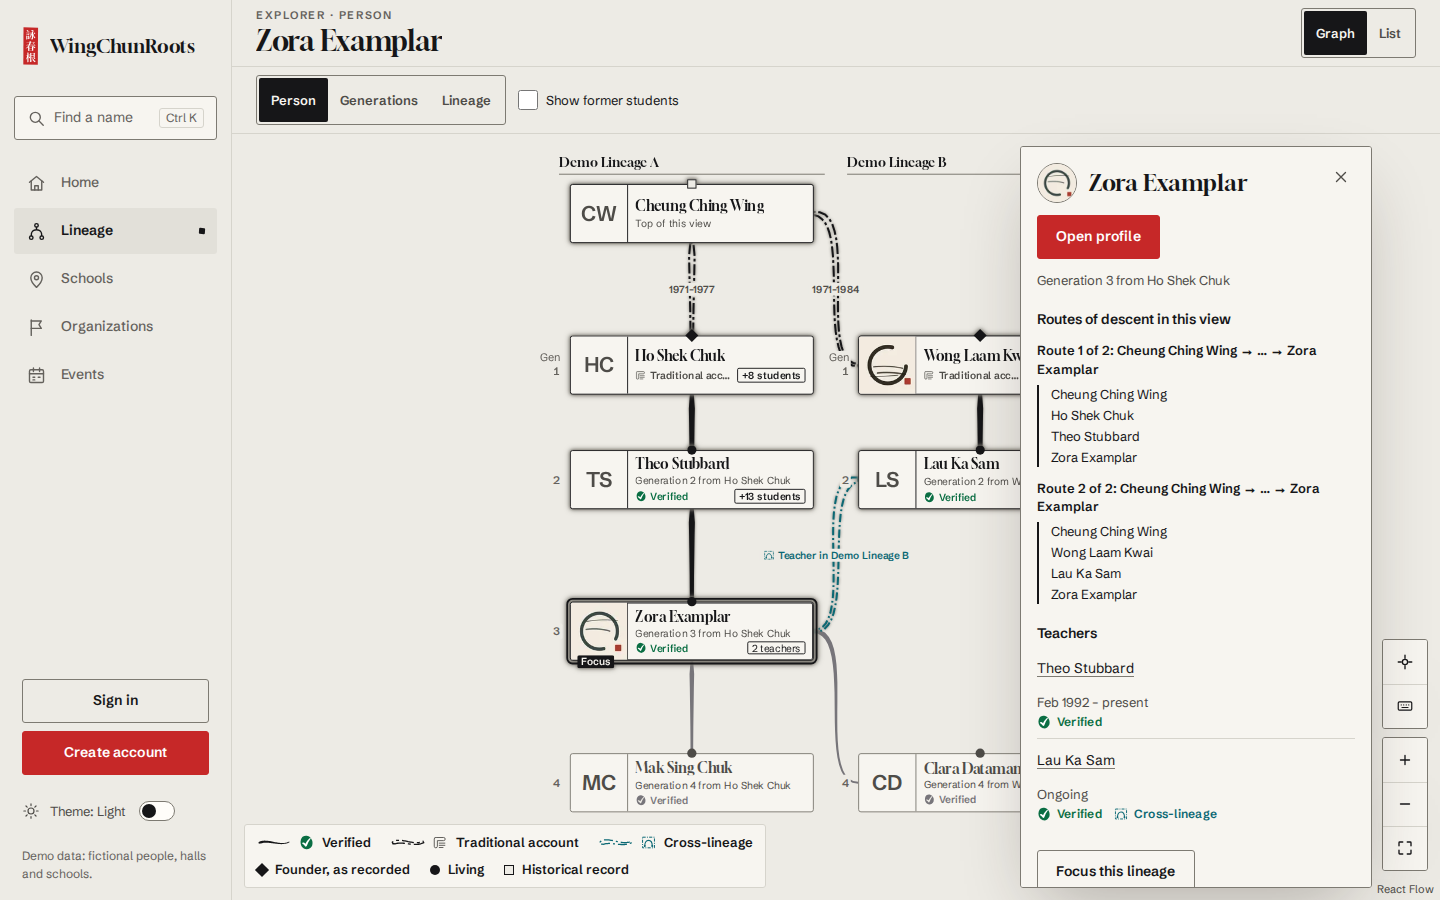 詠春根
WingChunRoots
Find a name
Ctrl K
Home
Lineage
Schools
Organizations
Events
Sign in
Create account
Theme: Light
Demo data: fictional people, halls
and schools.
EXPLORER · PERSON
Zora Examplar
Graph
List
Person
Generations
Lineage
Show former students
Demo Lineage A
Demo Lineage B
CW
Cheung Ching Wing
Top of this view
1971-1977
1971-1984
Gen
1
HC
Ho Shek Chuk
Traditional acc...
+8 students
Gen
1
Wong Laam Kw
Traditional acc...
2
TS
Theo Stubbard
Generation 2 from Ho Shek Chuk
Verified
+13 students
2
LS
Lau Ka Sam
Generation 2 from W
Verified
Teacher in Demo Lineage B
3
Zora Examplar
Generation 3 from Ho Shek Chuk
Verified
2 teachers
Focus
4
MC
Mak Sing Chuk
Generation 4 from Ho Shek Chuk
Verified
4
CD
Clara Dataman
Generation 4 from W
Verified
Verified
Traditional account
Cross-lineage
Founder, as recorded
Living
Historical record
Zora Examplar
Open profile
Generation 3 from Ho Shek Chuk
Routes of descent in this view
Route 1 of 2: Cheung Ching Wing → ... → Zora
Examplar
Cheung Ching Wing
Ho Shek Chuk
Theo Stubbard
Zora Examplar
Route 2 of 2: Cheung Ching Wing → ... → Zora
Examplar
Cheung Ching Wing
Wong Laam Kwai
Lau Ka Sam
Zora Examplar
Teachers
Theo Stubbard
Feb 1992 – present
Verified
Lau Ka Sam
Ongoing
Verified
Cross-lineage
Focus this lineage
React Flow